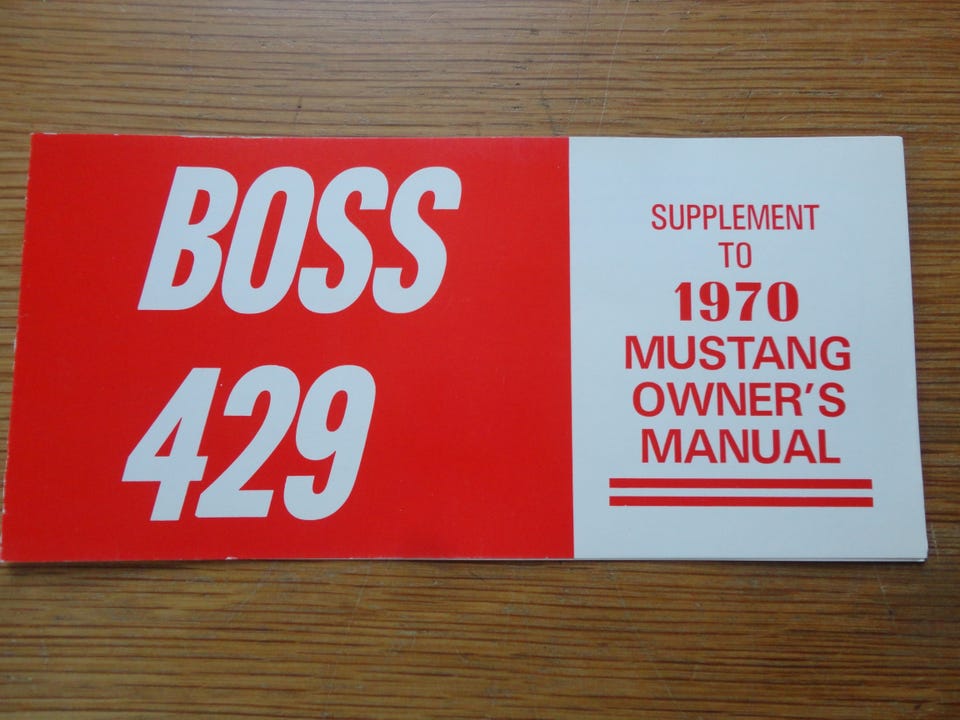 BOSS
429
SUPPLEMENT
TO
1970
MUSTANG
OWNER'S
MANUAL